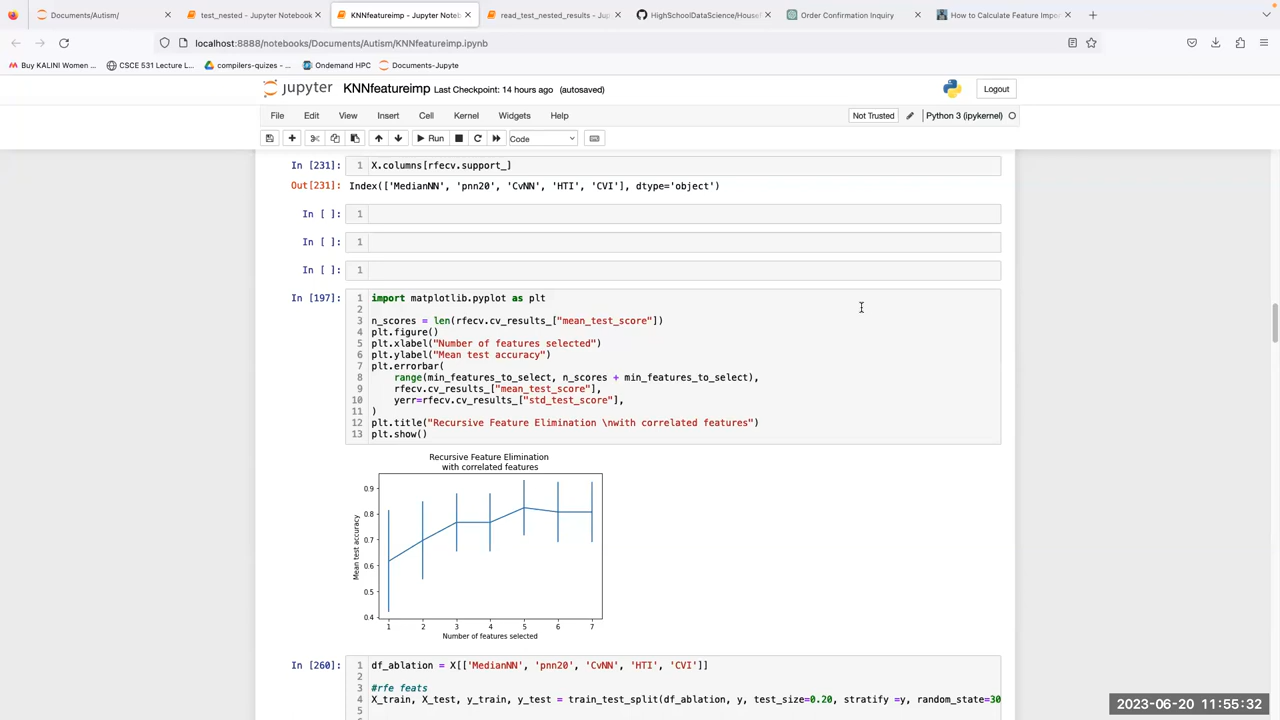 Documents/Autism/
test_nested - Jupyter Notebook
KNNfeatureimp - Jupyter Noteb
read_test_nested_results - Jup
HighSchoolDataScience/House
Order Confirmation Inquiry
How to Calculate Feature Impo
localhost:8888/notebooks/Documents/Autism/KNNfeatureimp.ipynb
Buy KALINI Women ...
CSCE 531 Lecture L...
compilers-quizes - ...
Ondemand HPC
Documents-Jupyte
jupyter KNNfeatureimp Last Checkpoint: 14 hours ago (autosaved)
Logout
File Edit View Insert Cell Kernel Widgets Help
Not Trusted
Python 3 (ipykernel)
Run
Code
In [231]: 1 X.columns[rfecv.support_]
Out[231]: Index(['MedianNN', 'pnn20', 'CvNN', 'HTI', 'CVI'], dtype='object')
In [ ]: 1
In [ ]: 1
In [ ]: 1
In [197]: 1 import matplotlib.pyplot as plt
2
3 n_scores = len(rfecv.cv_results_["mean_test_score"])
4 plt.figure()
5 plt.xlabel("Number of features selected")
6 plt.ylabel("Mean test accuracy")
7 plt.errorbar(
8 range(min_features_to_select, n_scores + min_features_to_select),
9 rfecv.cv_results_["mean_test_score"],
10 yerr=rfecv.cv_results_["std_test_score"],
11 )
12 plt.title("Recursive Feature Elimination \nwith correlated features")
13 plt.show()
Recursive Feature Elimination
with correlated features
0.9
0.8
0.7
0.6
0.5
0.4
Mean test accuracy
1 2 3 4 5 6 7
Number of features selected
In [260]: 1 df_ablation = X[['MedianNN', 'pnn20', 'CvNN', 'HTI', 'CVI']]
2
3 #rfe feats
4 X_train, X_test, y_train, y_test = train_test_split(df_ablation, y, test_size=0.20, stratify =y, random_state=30
5
2023-06-20 11:55:32